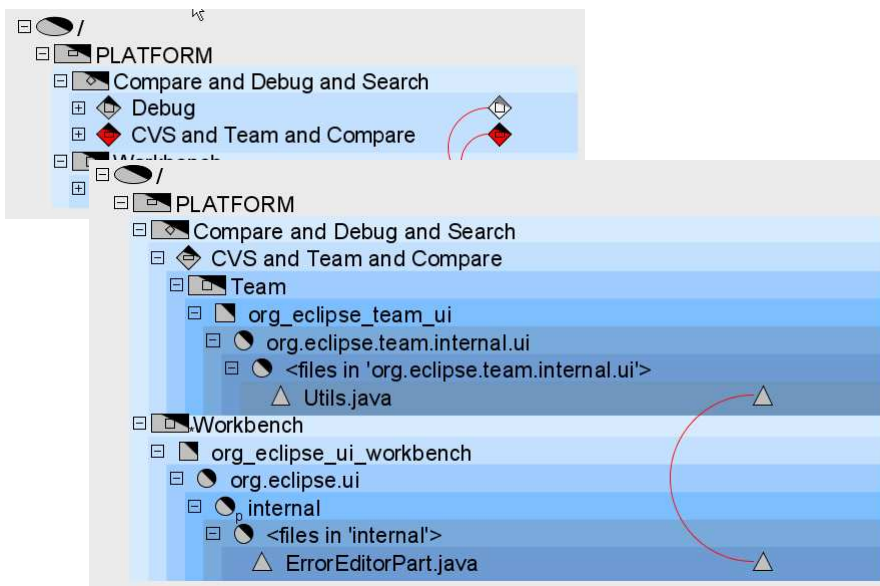 /
PLATFORM
Compare and Debug and Search
Debug
CVS and Team and Compare
Workbench
/
PLATFORM
Compare and Debug and Search
CVS and Team and Compare
Team
org_eclipse_team_ui
org.eclipse.team.internal.ui
<files in 'org.eclipse.team.internal.ui'>
Utils.java
Workbench
org_eclipse_ui_workbench
org.eclipse.ui
p internal
<files in 'internal'>
ErrorEditorPart.java